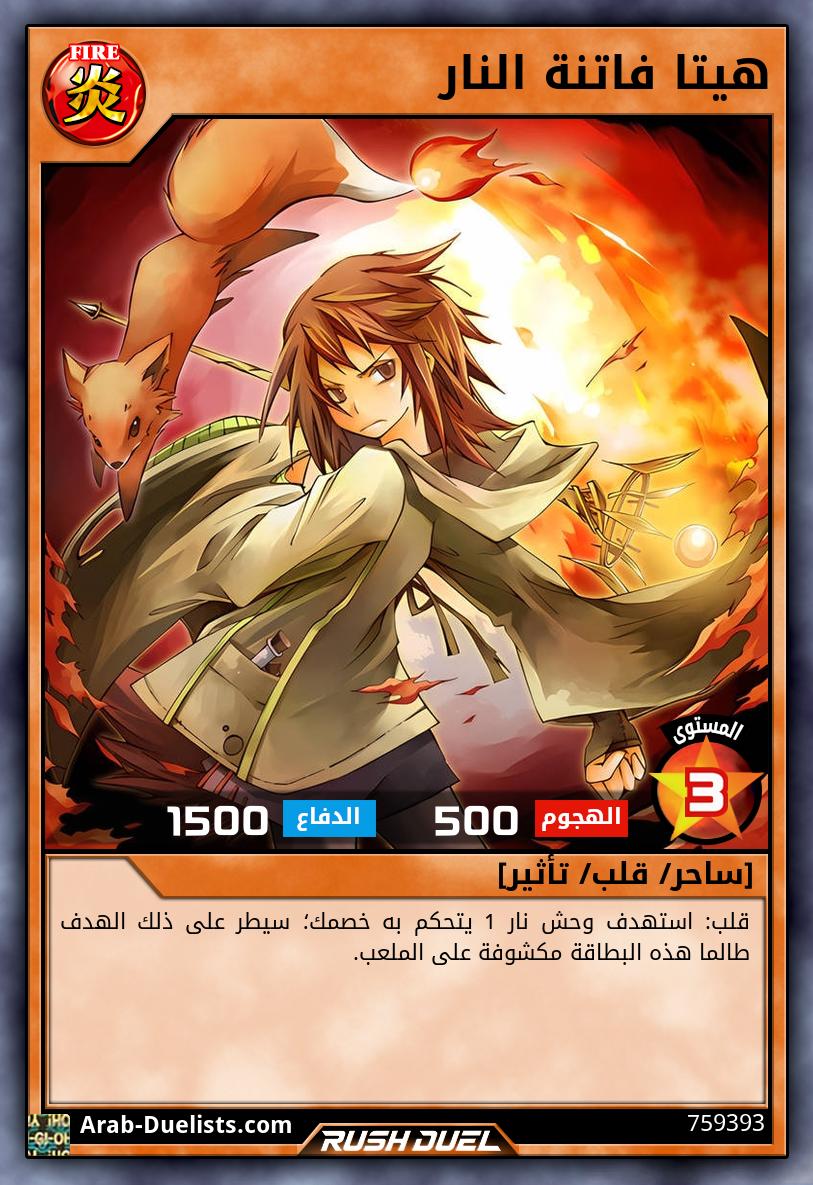 هيتا فاتنة النار
FIRE
炎
المستوى
3
الهجوم 500 الدفاع 1500
[ساحر/ قلب/ تأثير]
قلب: استهدف وحش نار 1 يتحكم به خصمك؛ سيطر على ذلك الهدف
طالما هذه البطاقة مكشوفة على الملعب.
Arab-Duelists.com
RUSH DUEL
759393